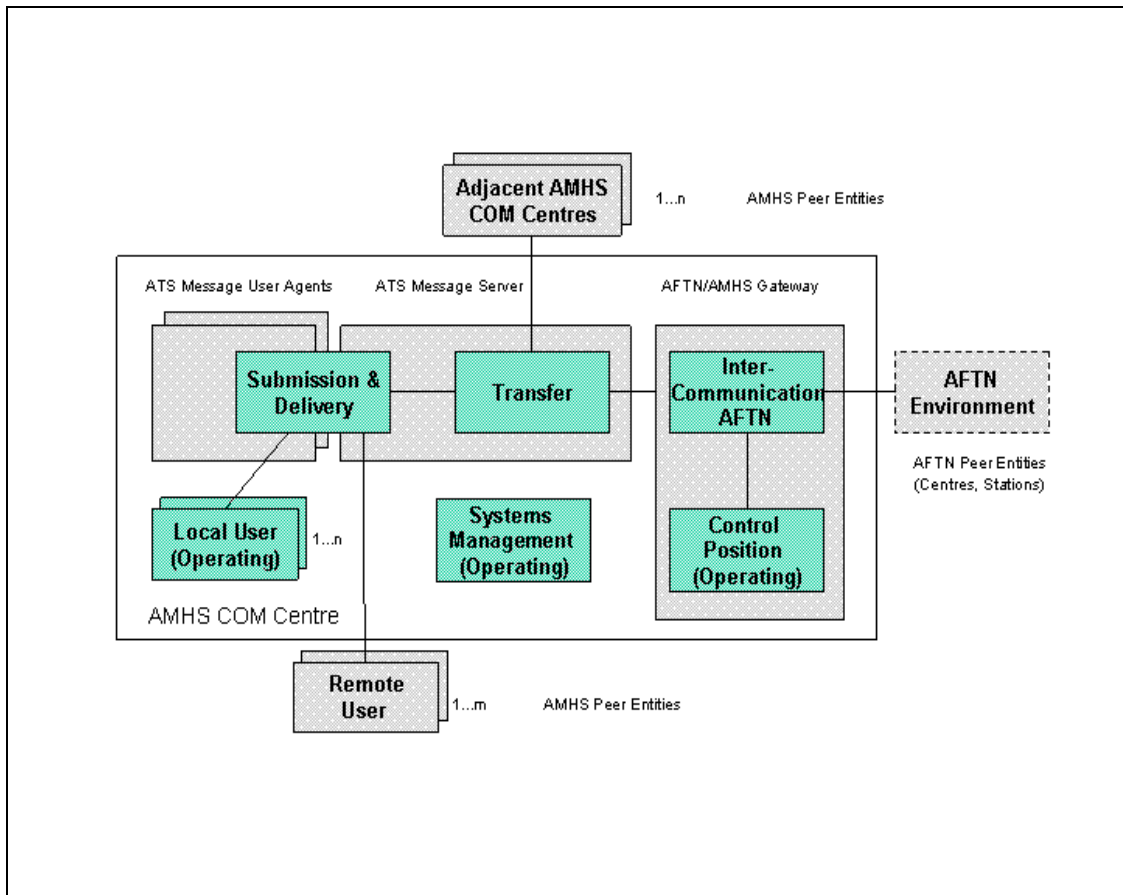 Adjacent AMHS
COM Centres
1...n
AMHS Peer Entities
ATS Message User Agents
ATS Message Server
AFTN/AMHS Gateway
Submission &
Delivery
Transfer
Inter-
Communication
AFTN
AFTN
Environment
AFTN Peer Entities
(Centres, Stations)
Local User
(Operating)
1...n
Systems
Management
(Operating)
Control
Position
(Operating)
AMHS COM Centre
Remote
User
1...m
AMHS Peer Entities